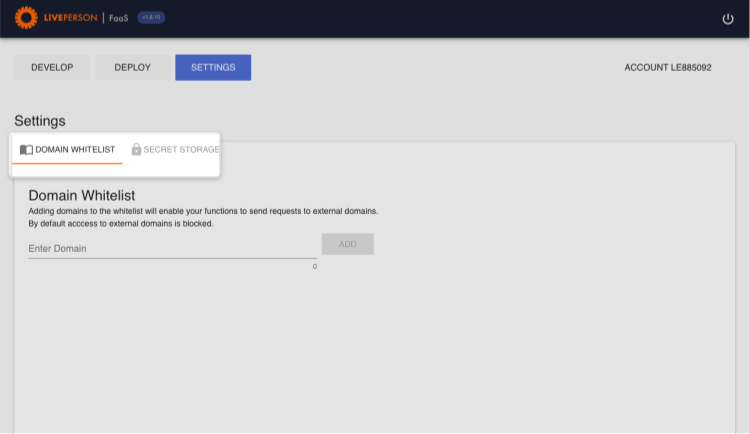 LIVEPERSON | FaaS v1.0.10
DEVELOP DEPLOY SETTINGS ACCOUNT LE885092
Settings
DOMAIN WHITELIST SECRET STORAGE
Domain Whitelist
Adding domains to the whitelist will enable your functions to send requests to external domains.
By default acccess to external domains is blocked.
Enter Domain ADD
0